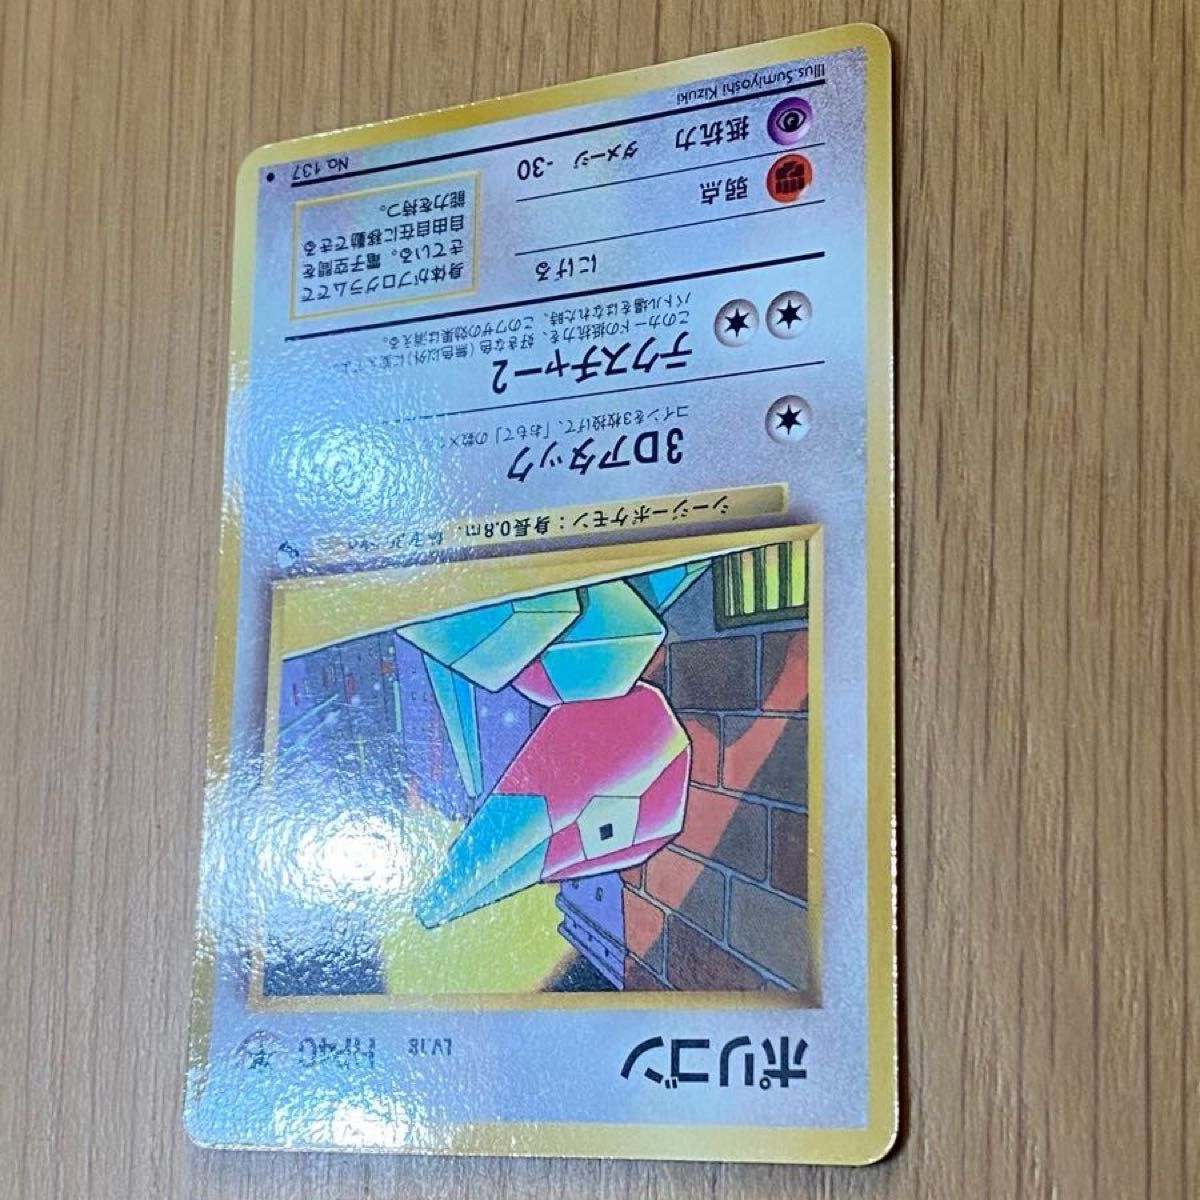 ポリゴン LV.18 HP40
シージーポケモン：身長0.8m.
3Dアタック
コインを3枚投げて、「おもて」の数×
テクスチャー2
このカードの抵抗力を、好きな色（無色以外）に変え
バトル場をはなれた時、このワザの効果は消える。
にげる
弱点
抵抗力 ダメージ -30
身体がプログラムでで
きている。電子空間を
自由自在に移動できる
能力を持つ。
Illus.Sumiyoshi Kizuki
No.137